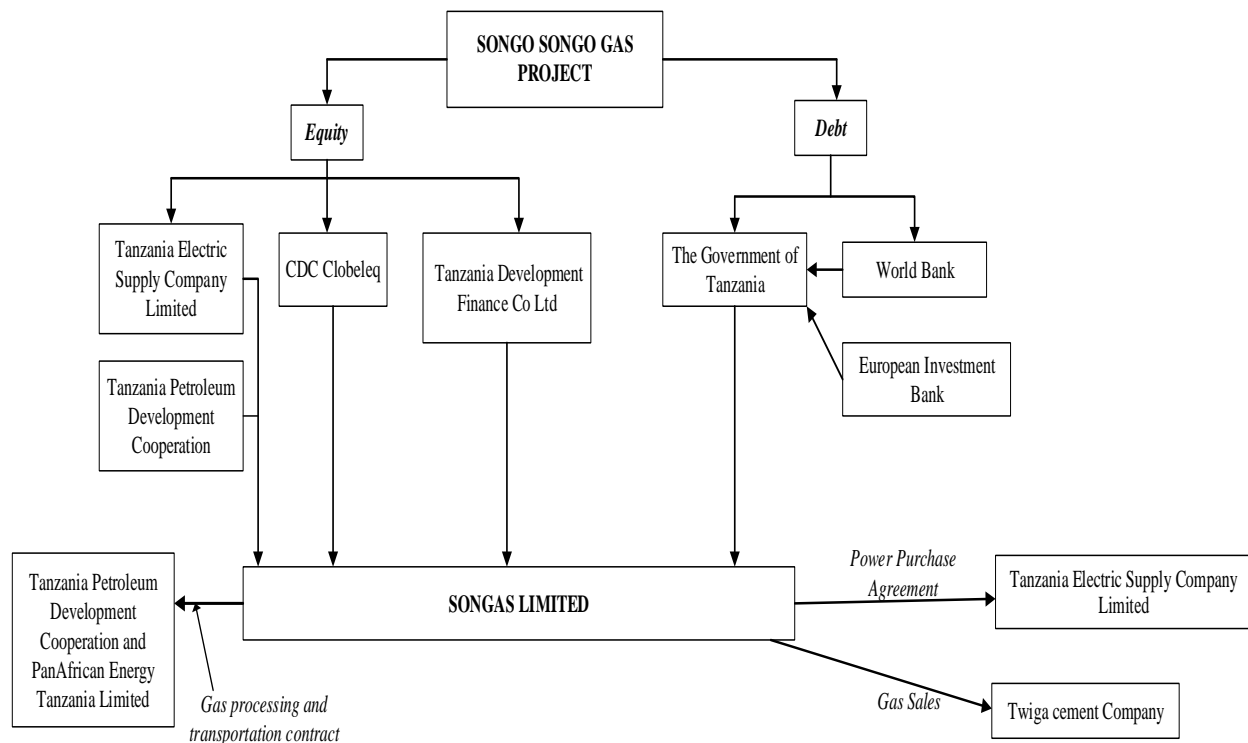 SONGO SONGO GAS
PROJECT
Equity
Debt
Tanzania Electric
Supply Company
Limited
CDC Clobeleq
Tanzania Development
Finance Co Ltd
The Government of
Tanzania
World Bank
European Investment
Bank
Tanzania Petroleum
Development
Cooperation
Tanzania Petroleum
Development
Cooperation and
PanAfrican Energy
Tanzania Limited
SONGAS LIMITED
Power Purchase
Agreement
Tanzania Electric Supply Company
Limited
Gas processing and
transportation contract
Gas Sales
Twiga cement Company